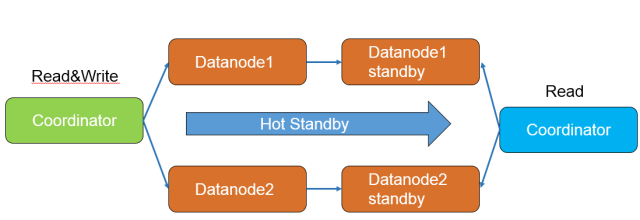 Read&Write
Coordinator
Datanode1
Datanode1
standby
Hot Standby
Datanode2
Datanode2
standby
Read
Coordinator